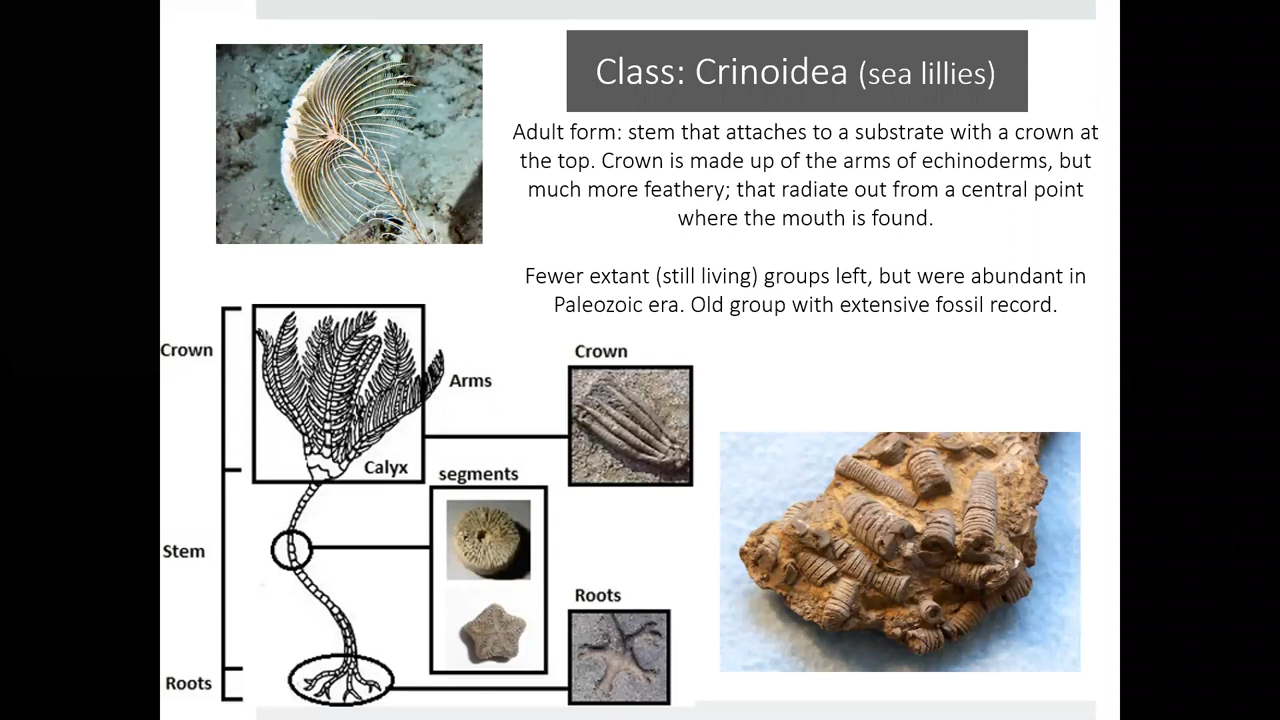 Class: Crinoidea (sea lillies)
Adult form: stem that attaches to a substrate with a crown at
the top. Crown is made up of the arms of echinoderms, but
much more feathery; that radiate out from a central point
where the mouth is found.
Fewer extant (still living) groups left, but were abundant in
Paleozoic era. Old group with extensive fossil record.
Crown
Arms
Calyx
Crown
segments
Stem
Roots
Roots